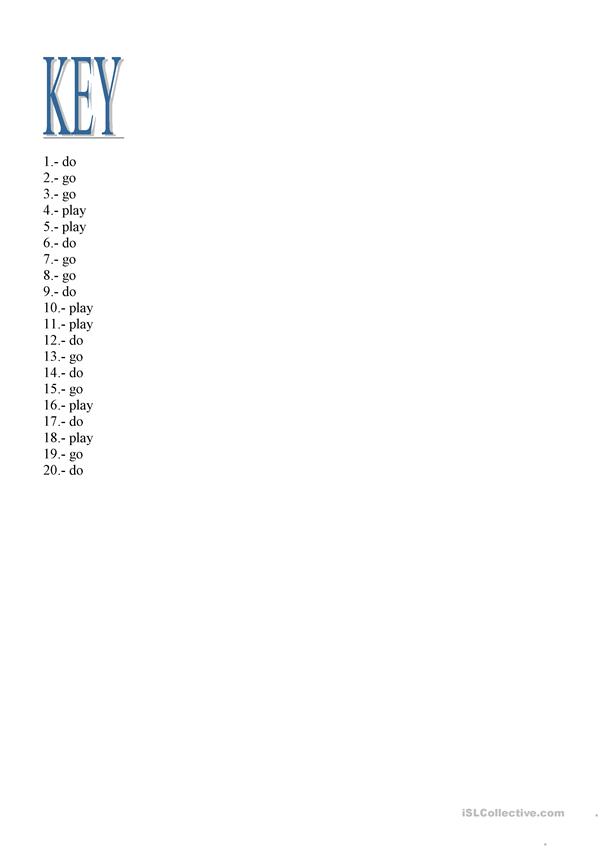 KEY
1.- do
2.- go
3.- go
4.- play
5.- play
6.- do
7.- go
8.- go
9.- do
10.- play
11.- play
12.- do
13.- go
14.- do
15.- go
16.- play
17.- do
18.- play
19.- go
20.- do
iSLCollective.com